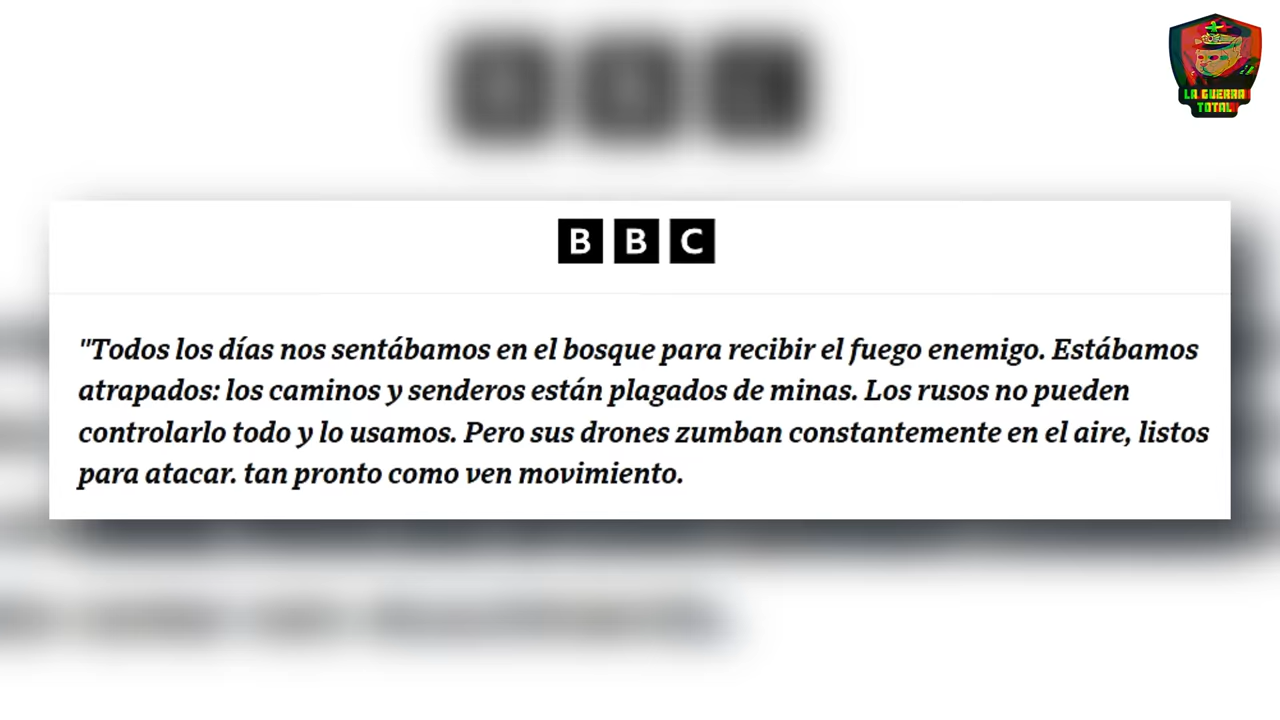 LA GUERRA
TOTAL
BBC
"Todos los días nos sentábamos en el bosque para recibir el fuego enemigo. Estábamos
atrapados: los caminos y senderos están plagados de minas. Los rusos no pueden
controlarlo todo y lo usamos. Pero sus drones zumban constantemente en el aire, listos
para atacar. tan pronto como ven movimiento.